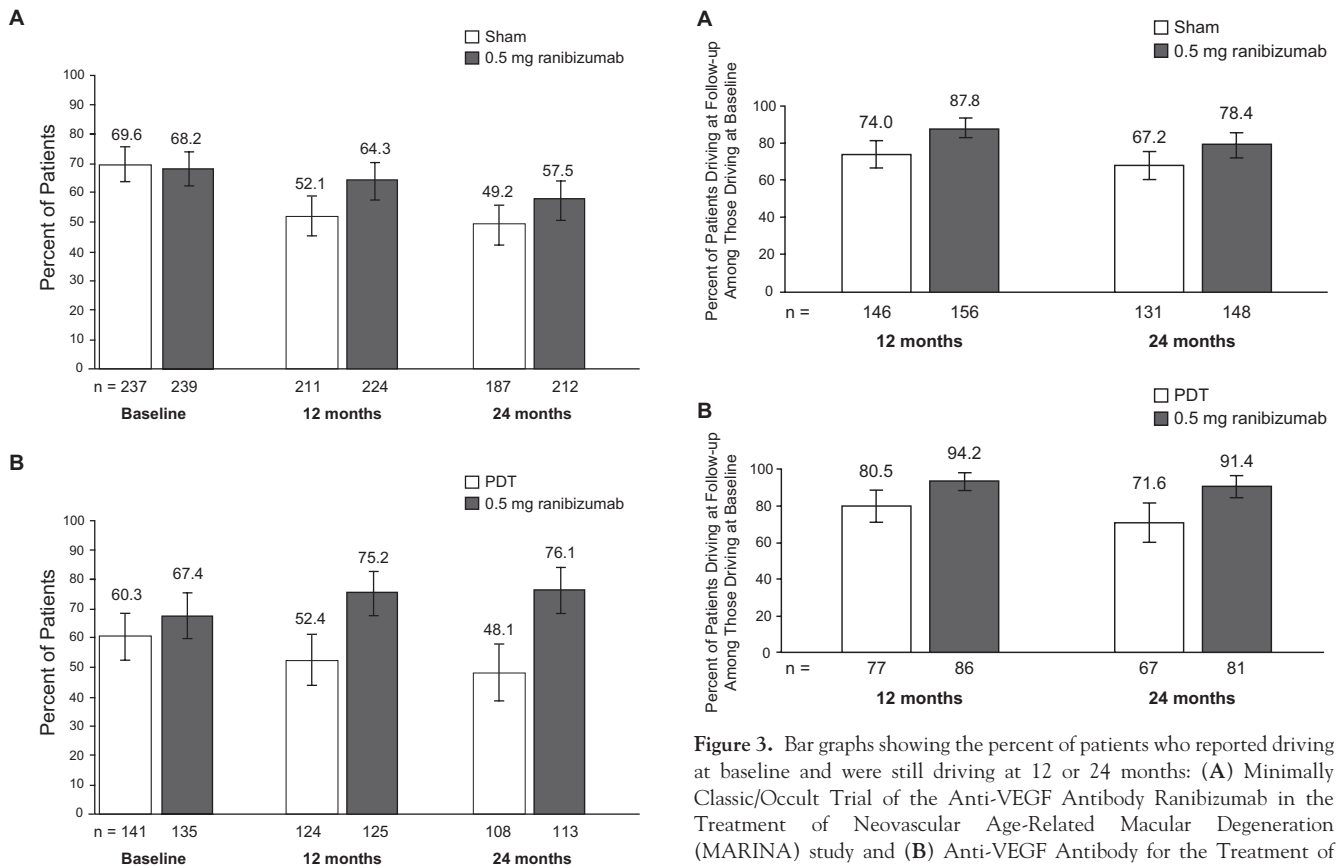 A
Sham
0.5 mg ranibizumab
Percent of Patients
100
90
80
70
60
50
40
30
20
10
0
69.6
68.2
52.1
64.3
49.2
57.5
n = 237 239 211 224 187 212
Baseline 12 months 24 months
B
PDT
0.5 mg ranibizumab
Percent of Patients
100
90
80
70
60
50
40
30
20
10
0
60.3
67.4
52.4
75.2
48.1
76.1
n = 141 135 124 125 108 113
Baseline 12 months 24 months
A
Sham
0.5 mg ranibizumab
Percent of Patients Driving at Follow-up
Among Those Driving at Baseline
100
80
60
40
20
0
74.0
87.8
67.2
78.4
n = 146 156 131 148
12 months 24 months
B
PDT
0.5 mg ranibizumab
Percent of Patients Driving at Follow-up
Among Those Driving at Baseline
100
80
60
40
20
0
80.5
94.2
71.6
91.4
n = 77 86 67 81
12 months 24 months
Figure 3. Bar graphs showing the percent of patients who reported driving
at baseline and were still driving at 12 or 24 months: (A) Minimally
Classic/Occult Trial of the Anti-VEGF Antibody Ranibizumab in the
Treatment of Neovascular Age-Related Macular Degeneration
(MARINA) study and (B) Anti-VEGF Antibody for the Treatment of